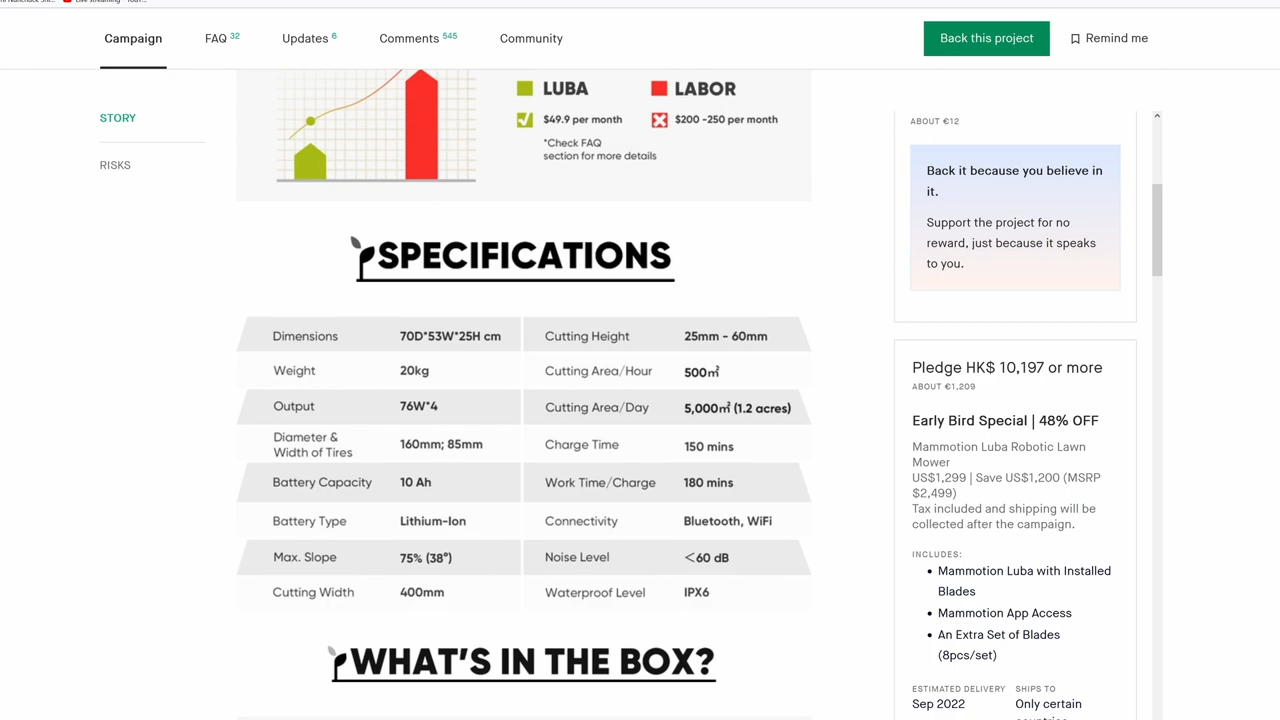 Live streaming - YouT...
Campaign
FAQ 32
Updates 6
Comments 545
Community
Back this project
Remind me
STORY
RISKS
LUBA
LABOR
$49.9 per month
$200 -250 per month
*Check FAQ
section for more details
SPECIFICATIONS
Dimensions 70D*53W*25H cm Cutting Height 25mm - 60mm
Weight 20kg Cutting Area/Hour 500㎡
Output 76W*4 Cutting Area/Day 5,000㎡ (1.2 acres)
Diameter &
Width of Tires 160mm; 85mm Charge Time 150 mins
Battery Capacity 10 Ah Work Time/Charge 180 mins
Battery Type Lithium-Ion Connectivity Bluetooth, WiFi
Max. Slope 75% (38°) Noise Level <60 dB
Cutting Width 400mm Waterproof Level IPX6
WHAT'S IN THE BOX?
ABOUT €12
Back it because you believe in
it.
Support the project for no
reward, just because it speaks
to you.
Pledge HK$ 10,197 or more
ABOUT €1,209
Early Bird Special | 48% OFF
Mammotion Luba Robotic Lawn
Mower
US$1,299 | Save US$1,200 (MSRP
$2,499)
Tax included and shipping will be
collected after the campaign.
INCLUDES:
• Mammotion Luba with Installed
Blades
• Mammotion App Access
• An Extra Set of Blades
(8pcs/set)
ESTIMATED DELIVERY SHIPS TO
Sep 2022 Only certain